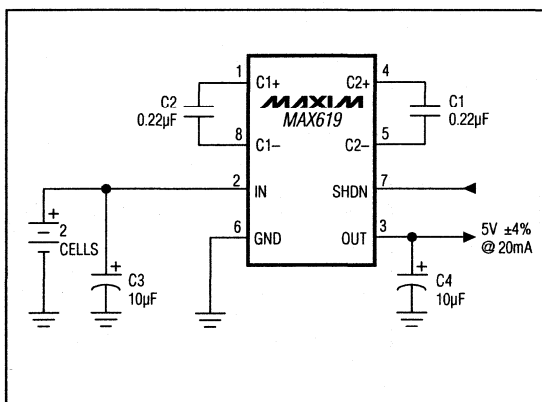 1
C1+
C2+
4
C2
0.22µF
MAXIM
MAX619
C1
0.22µF
8
C1–
C2–
5
2
IN
SHDN
7
+
2
CELLS
6
GND
OUT
3
5V ±4%
@ 20mA
+
C3
10µF
+
C4
10µF